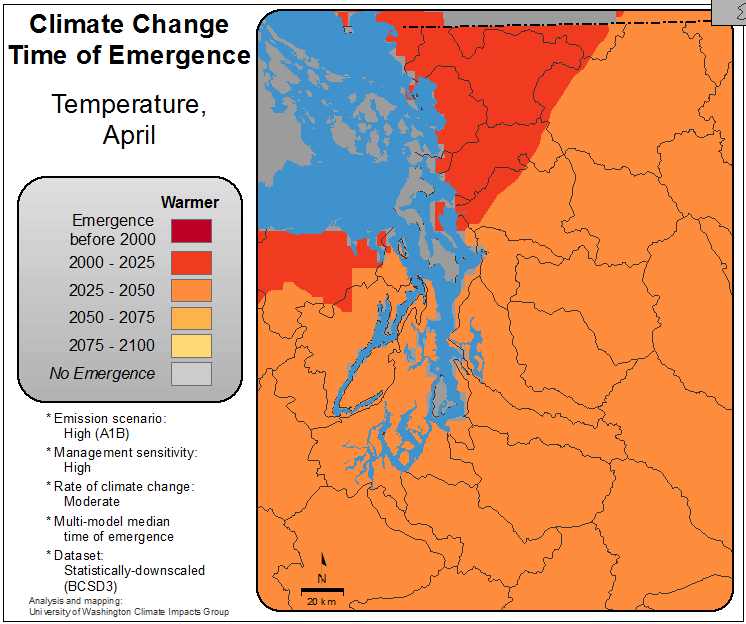 Climate Change
Time of Emergence
Temperature,
April
Warmer
Emergence
before 2000
2000 - 2025
2025 - 2050
2050 - 2075
2075 - 2100
No Emergence
* Emission scenario:
High (A1B)
* Management sensitivity:
High
* Rate of climate change:
Moderate
* Multi-model median
time of emergence
* Dataset:
Statistically-downscaled
(BCSD3)
Analysis and mapping:
University of Washington Climate Impacts Group
N
20 km